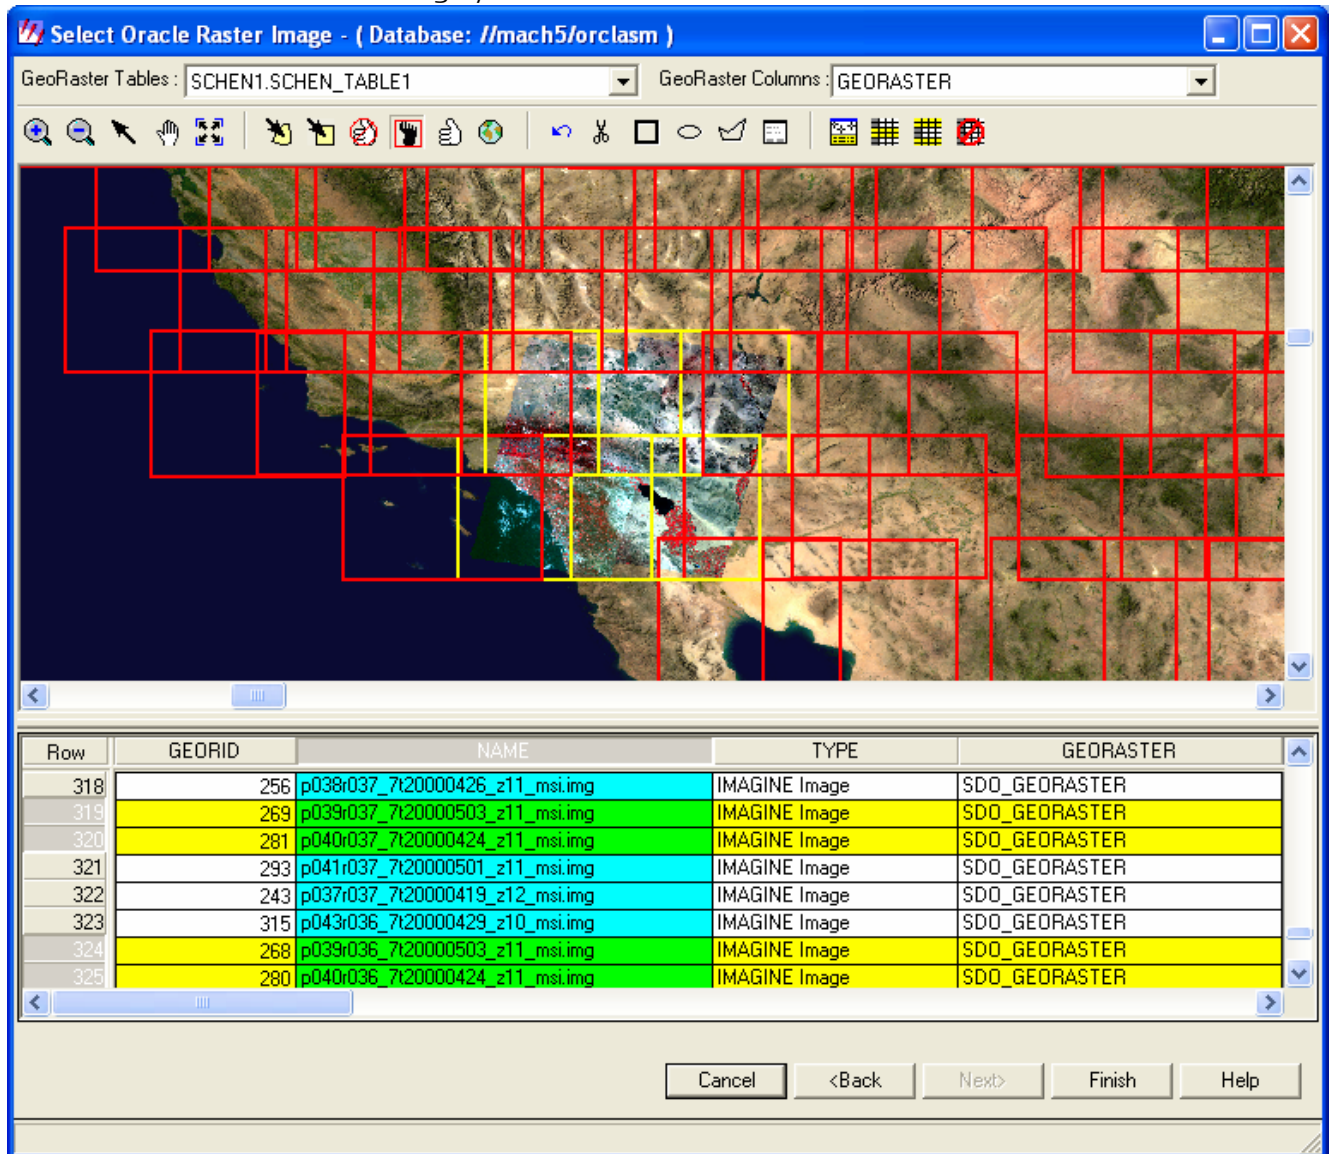 Select Oracle Raster Image - ( Database: //mach5/orclasm )
GeoRaster Tables : SCHEN1.SCHEN_TABLE1 GeoRaster Columns : GEORASTER
Row GEORID NAME TYPE GEORASTER
318 256 p038r037_7t20000426_z11_msi.img IMAGINE Image SDO_GEORASTER
319 269 p039r037_7t20000503_z11_msi.img IMAGINE Image SDO_GEORASTER
320 281 p040r037_7t20000424_z11_msi.img IMAGINE Image SDO_GEORASTER
321 293 p041r037_7t20000501_z11_msi.img IMAGINE Image SDO_GEORASTER
322 243 p037r037_7t20000419_z12_msi.img IMAGINE Image SDO_GEORASTER
323 315 p043r036_7t20000429_z10_msi.img IMAGINE Image SDO_GEORASTER
324 268 p039r036_7t20000503_z11_msi.img IMAGINE Image SDO_GEORASTER
325 280 p040r036_7t20000424_z11_msi.img IMAGINE Image SDO_GEORASTER
Cancel <Back Next> Finish Help